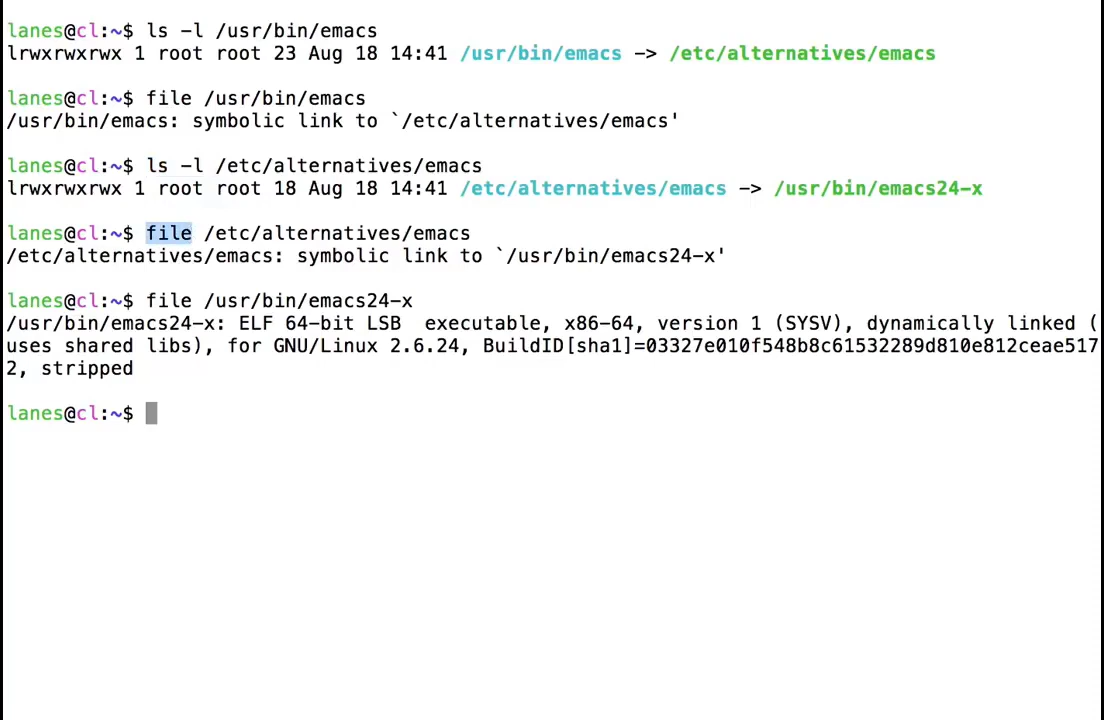 lanes@cl:~$ ls -l /usr/bin/emacs
lrwxrwxrwx 1 root root 23 Aug 18 14:41 /usr/bin/emacs -> /etc/alternatives/emacs
lanes@cl:~$ file /usr/bin/emacs
/usr/bin/emacs: symbolic link to `/etc/alternatives/emacs'
lanes@cl:~$ ls -l /etc/alternatives/emacs
lrwxrwxrwx 1 root root 18 Aug 18 14:41 /etc/alternatives/emacs -> /usr/bin/emacs24-x
lanes@cl:~$ file /etc/alternatives/emacs
/etc/alternatives/emacs: symbolic link to `/usr/bin/emacs24-x'
lanes@cl:~$ file /usr/bin/emacs24-x
/usr/bin/emacs24-x: ELF 64-bit LSB  executable, x86-64, version 1 (SYSV), dynamically linked (
uses shared libs), for GNU/Linux 2.6.24, BuildID[sha1]=03327e010f548b8c61532289d810e812ceae517
2, stripped
lanes@cl:~$